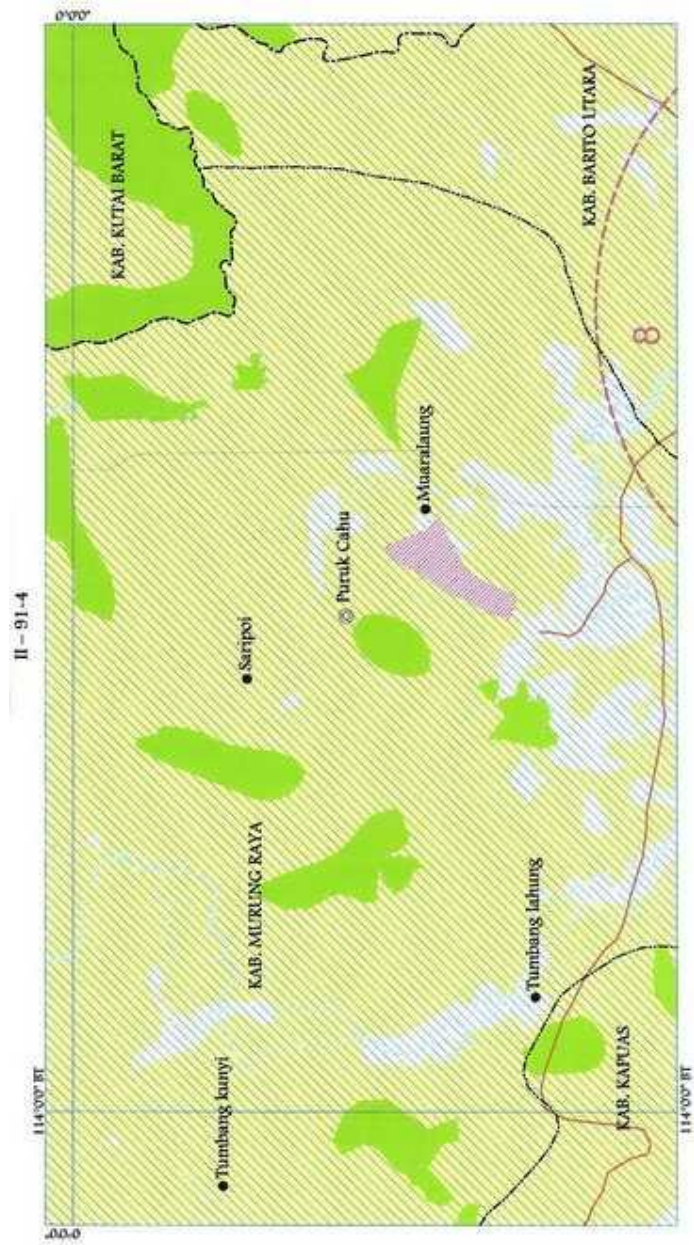 II – 91-4
114°0'0" BT
0°0'0"
0°0'0"
KAB. KUTAI BARAT
KAB. BARITO UTARA
Tumbang kunyi
KAB. MURUNG RAYA
Saripoi
Puruk Cahu
Muaralaung
Tumbang lahung
KAB. KAPUAS
8
114°0'0" BT